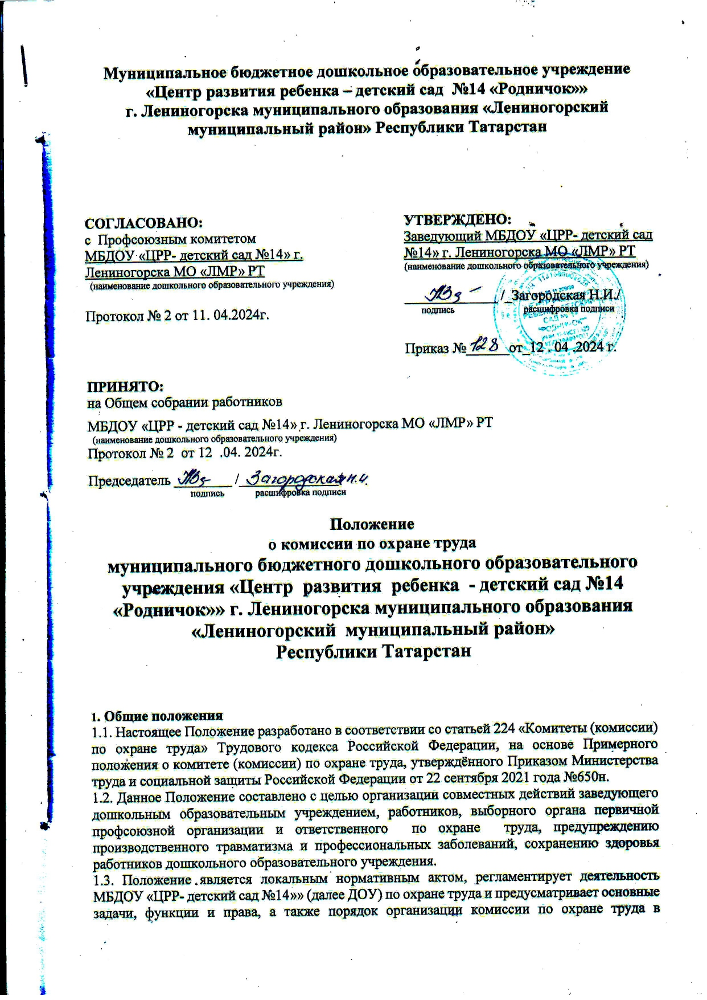 Муниципальное бюджетное дошкольное образовательное учреждение
«Центр развития ребенка – детский сад №14 «Родничок»»
г. Лениногорска муниципального образования «Лениногорский
муниципальный район» Республики Татарстан
СОГЛАСОВАНО:
с Профсоюзным комитетом
МБДОУ «ЦРР- детский сад №14» г.
Лениногорска МО «ЛМР» РТ
(наименование дошкольного образовательного учреждения)
Протокол № 2 от 11. 04.2024г.
УТВЕРЖДЕНО:
Заведующий МБДОУ «ЦРР- детский сад
№14» г. Лениногорска МО «ЛМР» РТ
(наименование дошкольного образовательного учреждения)
/_Загородская Н.И./
подпись расшифровка подписи
Приказ № 128 от_12 . 04 .2024 г.
ПРИНЯТО:
на Общем собрании работников
МБДОУ «ЦРР - детский сад №14» г. Лениногорска МО «ЛМР» РТ
(наименование дошкольного образовательного учреждения)
Протокол № 2 от 12 .04. 2024г.
Председатель / Загородская Н.И.
подпись расшифровка подписи
Положение
о комиссии по охране труда
муниципального бюджетного дошкольного образовательного
учреждения «Центр развития ребенка - детский сад №14
«Родничок»» г. Лениногорска муниципального образования
«Лениногорский муниципальный район»
Республики Татарстан
1. Общие положения
1.1. Настоящее Положение разработано в соответствии со статьей 224 «Комитеты (комиссии)
по охране труда» Трудового кодекса Российской Федерации, на основе Примерного
положения о комитете (комиссии) по охране труда, утверждённого Приказом Министерства
труда и социальной защиты Российской Федерации от 22 сентября 2021 года №650н.
1.2. Данное Положение составлено с целью организации совместных действий заведующего
дошкольным образовательным учреждением, работников, выборного органа первичной
профсоюзной организации и ответственного по охране труда, предупреждению
производственного травматизма и профессиональных заболеваний, сохранению здоровья
работников дошкольного образовательного учреждения.
1.3. Положение является локальным нормативным актом, регламентирует деятельность
МБДОУ «ЦРР- детский сад №14»» (далее ДОУ) по охране труда и предусматривает основные
задачи, функции и права, а также порядок организации комиссии по охране труда в